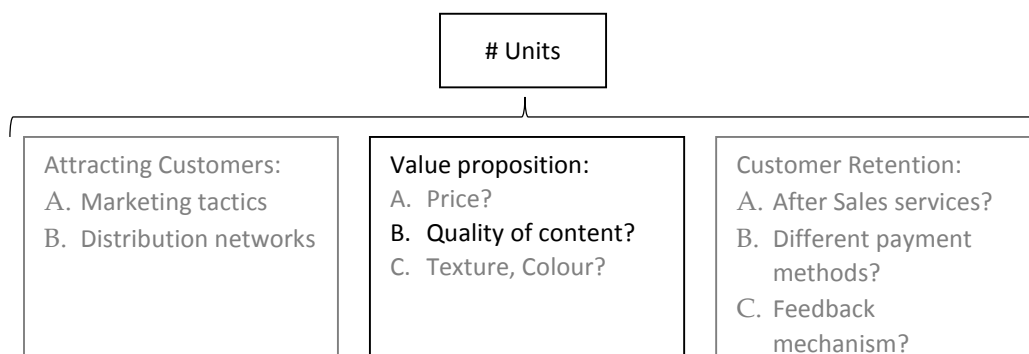 # Units
Attracting Customers:
A. Marketing tactics
B. Distribution networks
Value proposition:
A. Price?
B. Quality of content?
C. Texture, Colour?
Customer Retention:
A. After Sales services?
B. Different payment
methods?
C. Feedback
mechanism?